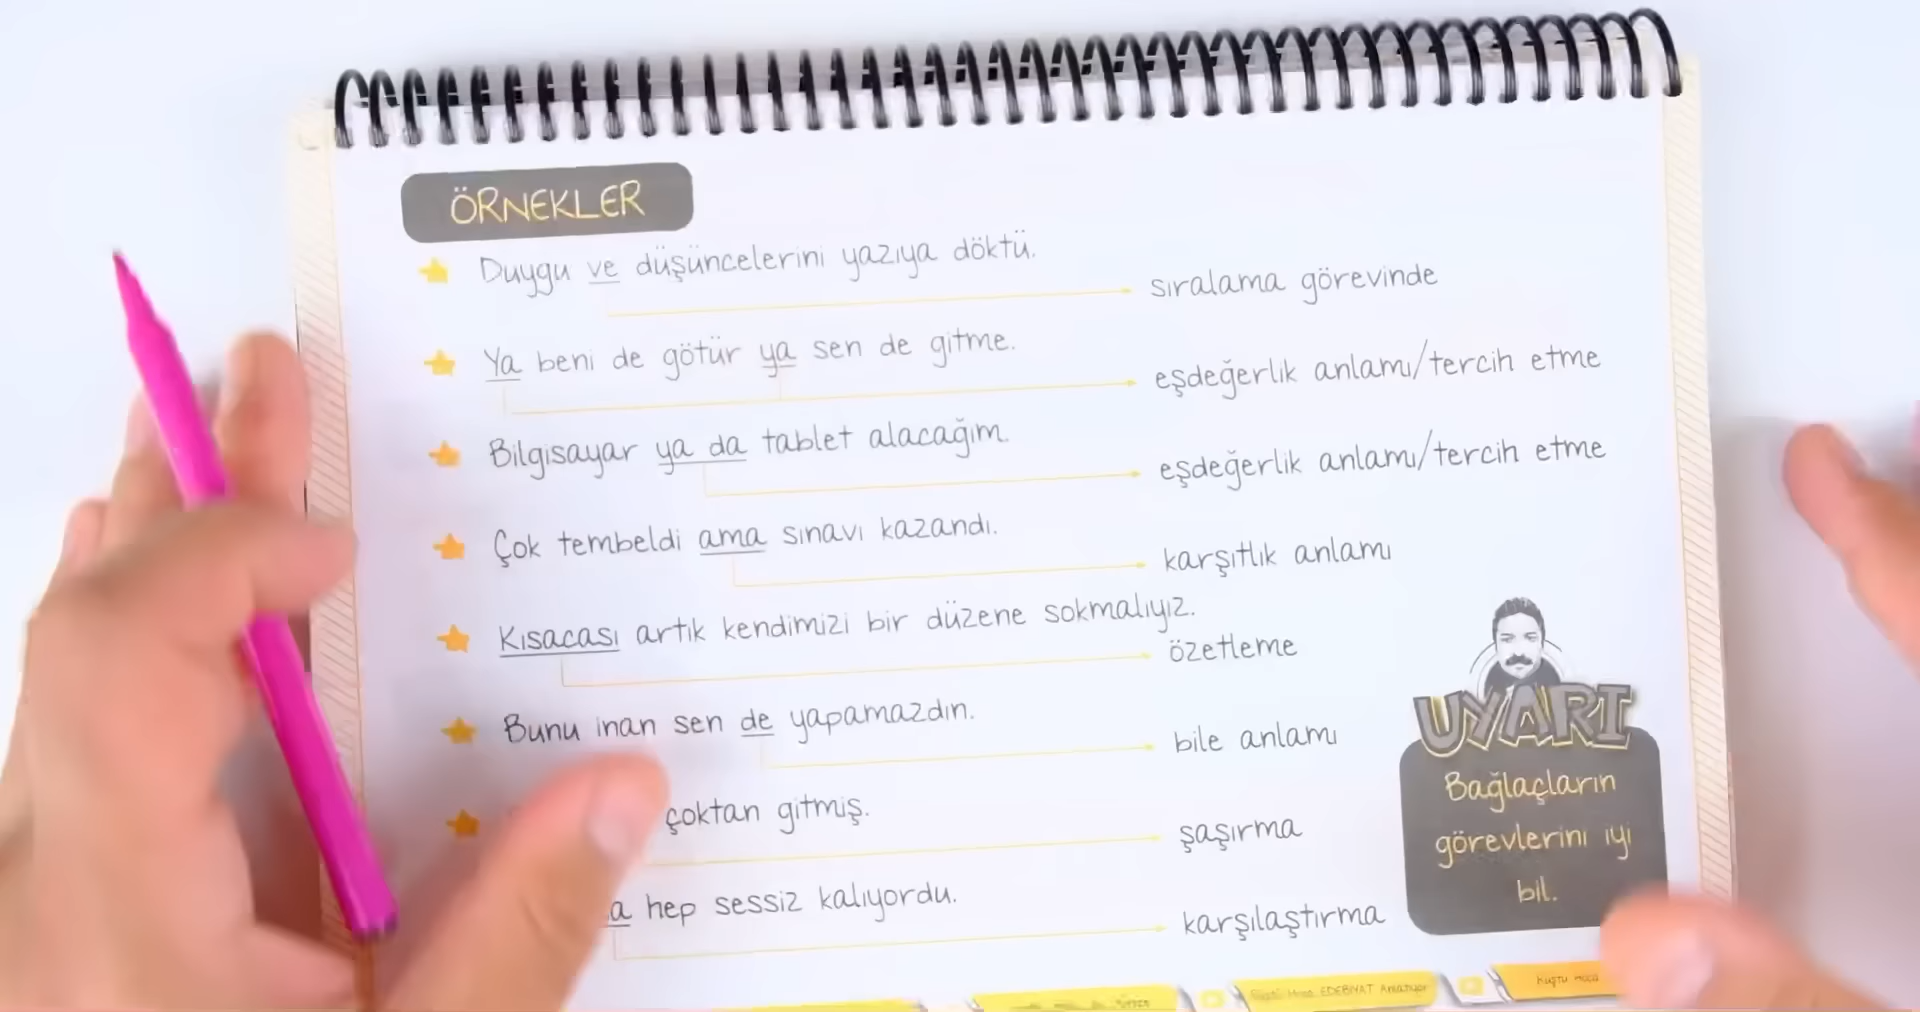 ÖRNEKLER
Duygu ve düşüncelerini yazıya döktü.
sıralama görevinde
Ya beni de götür ya sen de gitme.
eşdeğerlik anlamı/tercih etme
Bilgisayar ya da tablet alacağım.
eşdeğerlik anlamı/tercih etme
Çok tembeldi ama sınavı kazandı.
karşıtlık anlamı
Kısacası artık kendimizi bir düzene sokmalıyız.
özetleme
Bunu inan sen de yapamazdın.
bile anlamı
çoktan gitmiş.
şaşırma
hep sessiz kalıyordu.
karşılaştırma
UYARI
Bağlaçların
görevlerini iyi
bil.
EDEBİYAT Anlatıyor